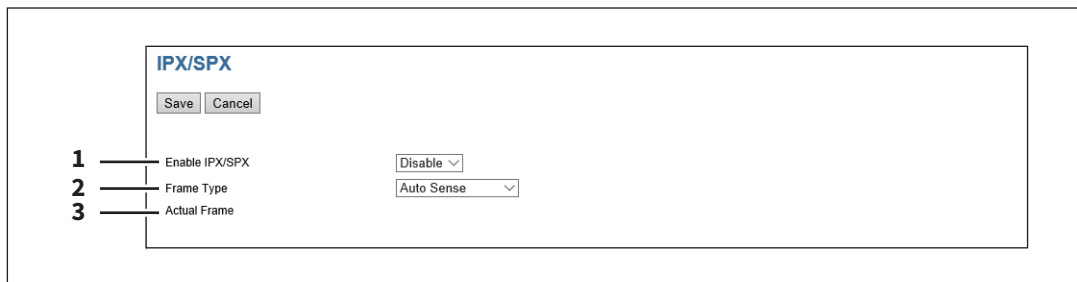 IPX/SPX
Save Cancel
1 Enable IPX/SPX Disable
2 Frame Type Auto Sense
3 Actual Frame